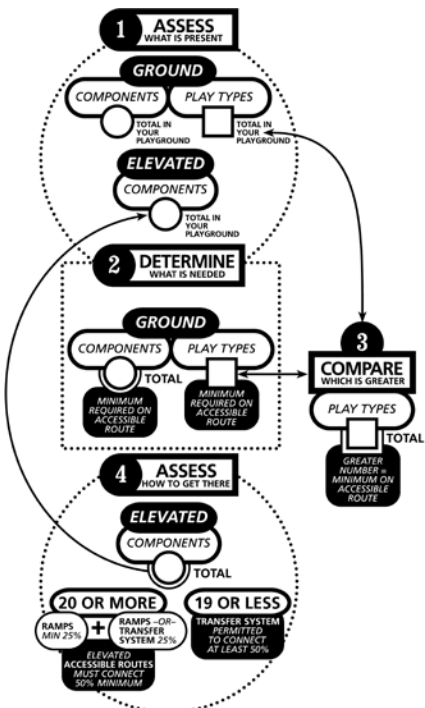 1 ASSESS
WHAT IS PRESENT
GROUND
COMPONENTS
PLAY TYPES
TOTAL IN
YOUR
PLAYGROUND
TOTAL IN
YOUR
PLAYGROUND
ELEVATED
COMPONENTS
TOTAL IN
YOUR
PLAYGROUND
2 DETERMINE
WHAT IS NEEDED
GROUND
COMPONENTS
PLAY TYPES
TOTAL
MINIMUM
REQUIRED ON
ACCESSIBLE
ROUTE
MINIMUM
REQUIRED ON
ACCESSIBLE
ROUTE
3
COMPARE
WHICH IS GREATER
PLAY TYPES
TOTAL
GREATER
NUMBER =
MINIMUM ON
ACCESSIBLE
ROUTE
4 ASSESS
HOW TO GET THERE
ELEVATED
COMPONENTS
TOTAL
20 OR MORE
RAMPS
MIN 25%
+
RAMPS –OR–
TRANSFER
SYSTEM 25%
ELEVATED
ACCESSIBLE ROUTES
MUST CONNECT
50% MINIMUM
19 OR LESS
TRANSFER SYSTEM
PERMITTED
TO CONNECT
AT LEAST 50%